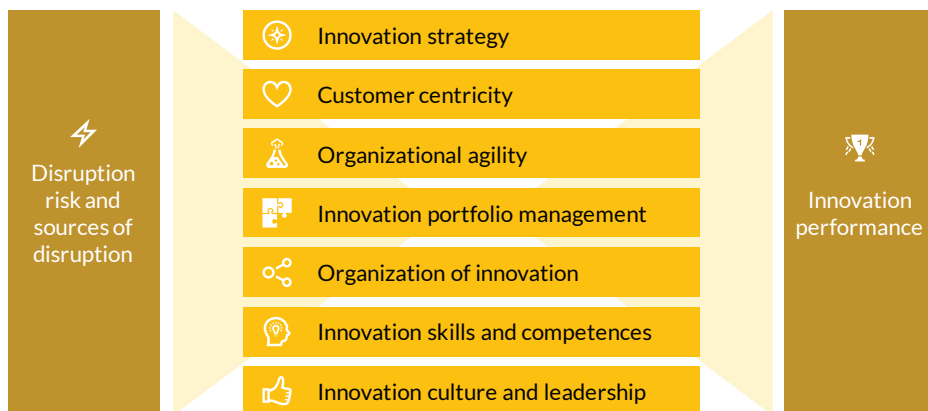 Disruption
risk and
sources of
disruption
Innovation strategy
Customer centricity
Organizational agility
Innovation portfolio management
Organization of innovation
Innovation skills and competences
Innovation culture and leadership
1
Innovation
performance